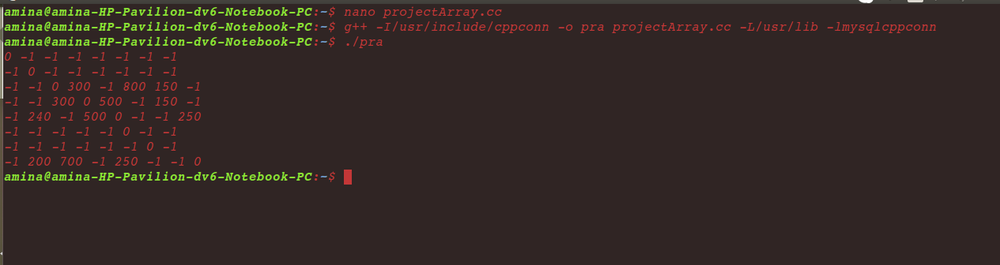 amina@amina-HP-Pavilion-dv6-Notebook-PC:~$ nano projectArray.cc
amina@amina-HP-Pavilion-dv6-Notebook-PC:~$ g++ -I/usr/include/cppconn -o pra projectArray.cc -L/usr/lib -lmysqlcppconn
amina@amina-HP-Pavilion-dv6-Notebook-PC:~$ ./pra
0 -1 -1 -1 -1 -1 -1 -1
-1 0 -1 -1 -1 -1 -1 -1
-1 -1 0 300 -1 800 150 -1
-1 -1 300 0 500 -1 150 -1
-1 240 -1 500 0 -1 -1 250
-1 -1 -1 -1 -1 0 -1 -1
-1 -1 -1 -1 -1 -1 0 -1
-1 200 700 -1 250 -1 -1 0
amina@amina-HP-Pavilion-dv6-Notebook-PC:~$